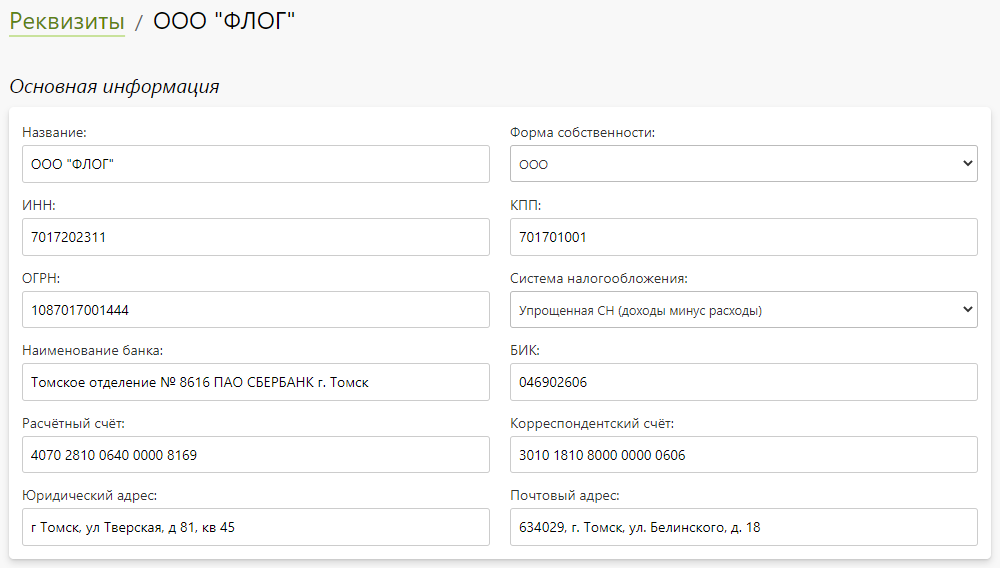 Реквизиты / ООО "ФЛОГ"
Основная информация
Название:
Форма собственности:
ООО "ФЛОГ"
ООО
ИНН:
КПП:
7017202311
701701001
ОГРН:
Система налогообложения:
1087017001444
Упрощенная СН (доходы минус расходы)
Наименование банка:
БИК:
Томское отделение № 8616 ПАО СБЕРБАНК г. Томск
046902606
Расчётный счёт:
Корреспондентский счёт:
4070 2810 0640 0000 8169
3010 1810 8000 0000 0606
Юридический адрес:
Почтовый адрес:
г Томск, ул Тверская, д 81, кв 45
634029, г. Томск, ул. Белинского, д. 18